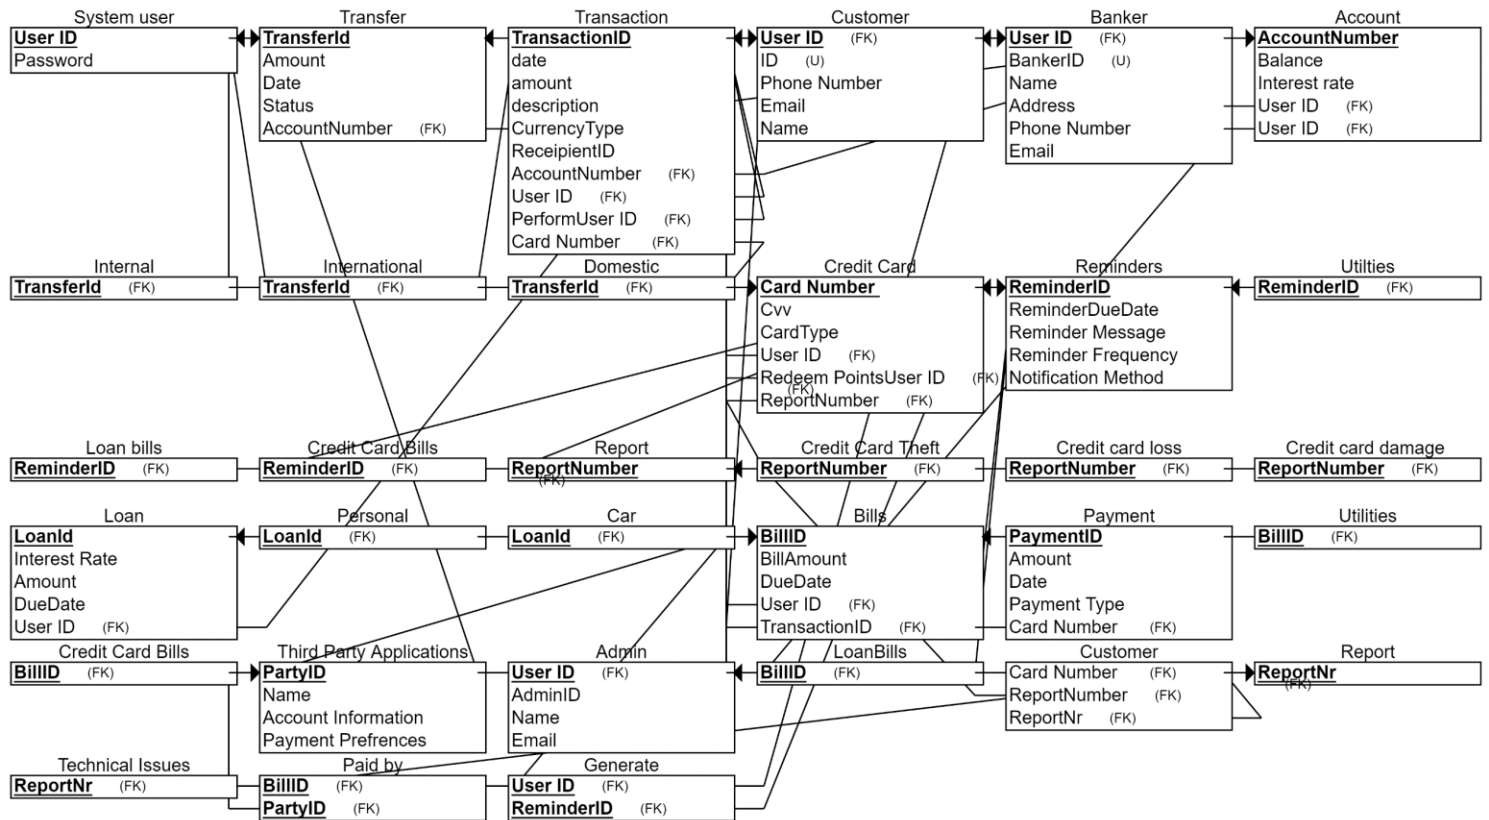 System user
User ID
Password
Transfer
TransferId
Amount
Date
Status
AccountNumber (FK)
Transaction
TransactionID
date
amount
description
CurrencyType
ReceipientID
AccountNumber (FK)
User ID (FK)
PerformUser ID (FK)
Card Number (FK)
Customer
User ID (FK)
ID (U)
Phone Number
Email
Name
Banker
User ID (FK)
BankerID (U)
Name
Address
Phone Number
Email
Account
AccountNumber
Balance
Interest rate
User ID (FK)
User ID (FK)
Internal
TransferId (FK)
International
TransferId (FK)
Domestic
TransferId (FK)
Credit Card
Card Number
Cvv
CardType
User ID (FK)
Redeem PointsUser ID (FK)
(FK)
ReportNumber (FK)
Reminders
ReminderID
ReminderDueDate
Reminder Message
Reminder Frequency
Notification Method
Utilties
ReminderID (FK)
Loan bills
ReminderID (FK)
Credit Card Bills
ReminderID (FK)
Report
ReportNumber
(FK)
Credit Card Theft
ReportNumber (FK)
Credit card loss
ReportNumber (FK)
Credit card damage
ReportNumber (FK)
Loan
LoanId
Interest Rate
Amount
DueDate
User ID (FK)
Personal
LoanId (FK)
Car
LoanId (FK)
Bills
BillID
BillAmount
DueDate
User ID (FK)
TransactionID (FK)
Payment
PaymentID
Amount
Date
Payment Type
Card Number (FK)
Utilities
BillID (FK)
Credit Card Bills
BillID (FK)
Third Party Applications
PartyID
Name
Account Information
Payment Prefrences
Admin
User ID (FK)
AdminID
Name
Email
LoanBills
BillID (FK)
Customer
Card Number (FK)
ReportNumber (FK)
ReportNr (FK)
Report
ReportNr
(FK)
Technical Issues
ReportNr (FK)
Paid by
BillID (FK)
PartyID (FK)
Generate
User ID (FK)
ReminderID (FK)